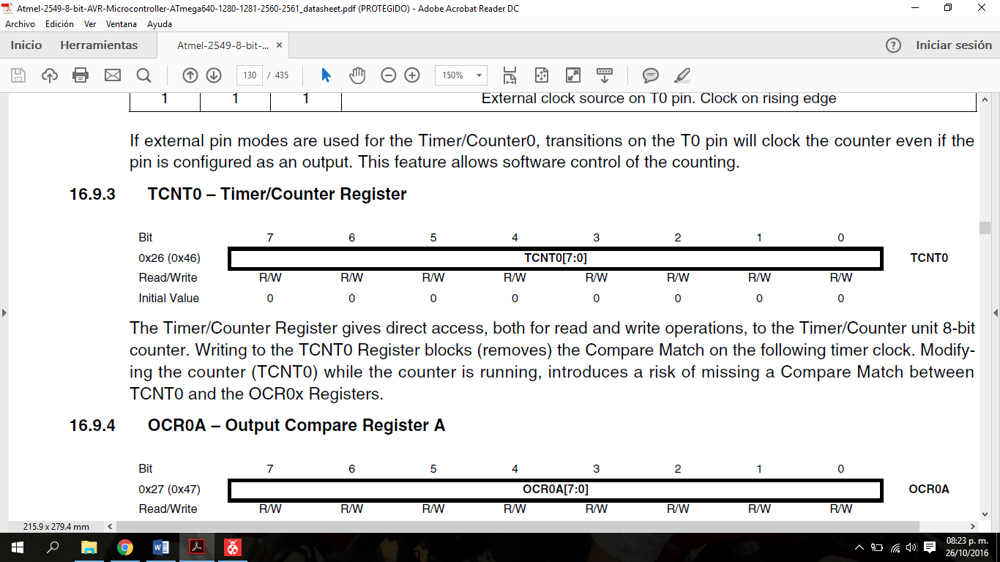 Atmel-2549-8-bit-AVR-Microcontroller-ATmega640-1280-1281-2560-2561_datasheet.pdf (PROTEGIDO) - Adobe Acrobat Reader DC
Archivo Edición Ver Ventana Ayuda
Inicio Herramientas Atmel-2549-8-bit-... × ? Iniciar sesión
130 / 435 150%
1 1 1 External clock source on T0 pin. Clock on rising edge
If external pin modes are used for the Timer/Counter0, transitions on the T0 pin will clock the counter even if the
pin is configured as an output. This feature allows software control of the counting.
16.9.3 TCNT0 – Timer/Counter Register
Bit 7 6 5 4 3 2 1 0
0x26 (0x46) TCNT0[7:0] TCNT0
Read/Write R/W R/W R/W R/W R/W R/W R/W R/W
Initial Value 0 0 0 0 0 0 0 0
The Timer/Counter Register gives direct access, both for read and write operations, to the Timer/Counter unit 8-bit
counter. Writing to the TCNT0 Register blocks (removes) the Compare Match on the following timer clock. Modify-
ing the counter (TCNT0) while the counter is running, introduces a risk of missing a Compare Match between
TCNT0 and the OCR0x Registers.
16.9.4 OCR0A – Output Compare Register A
Bit 7 6 5 4 3 2 1 0
0x27 (0x47) OCR0A[7:0] OCR0A
Read/Write R/W R/W R/W R/W R/W R/W R/W R/W
215.9 x 279.4 mm
08:23 p. m.
26/10/2016